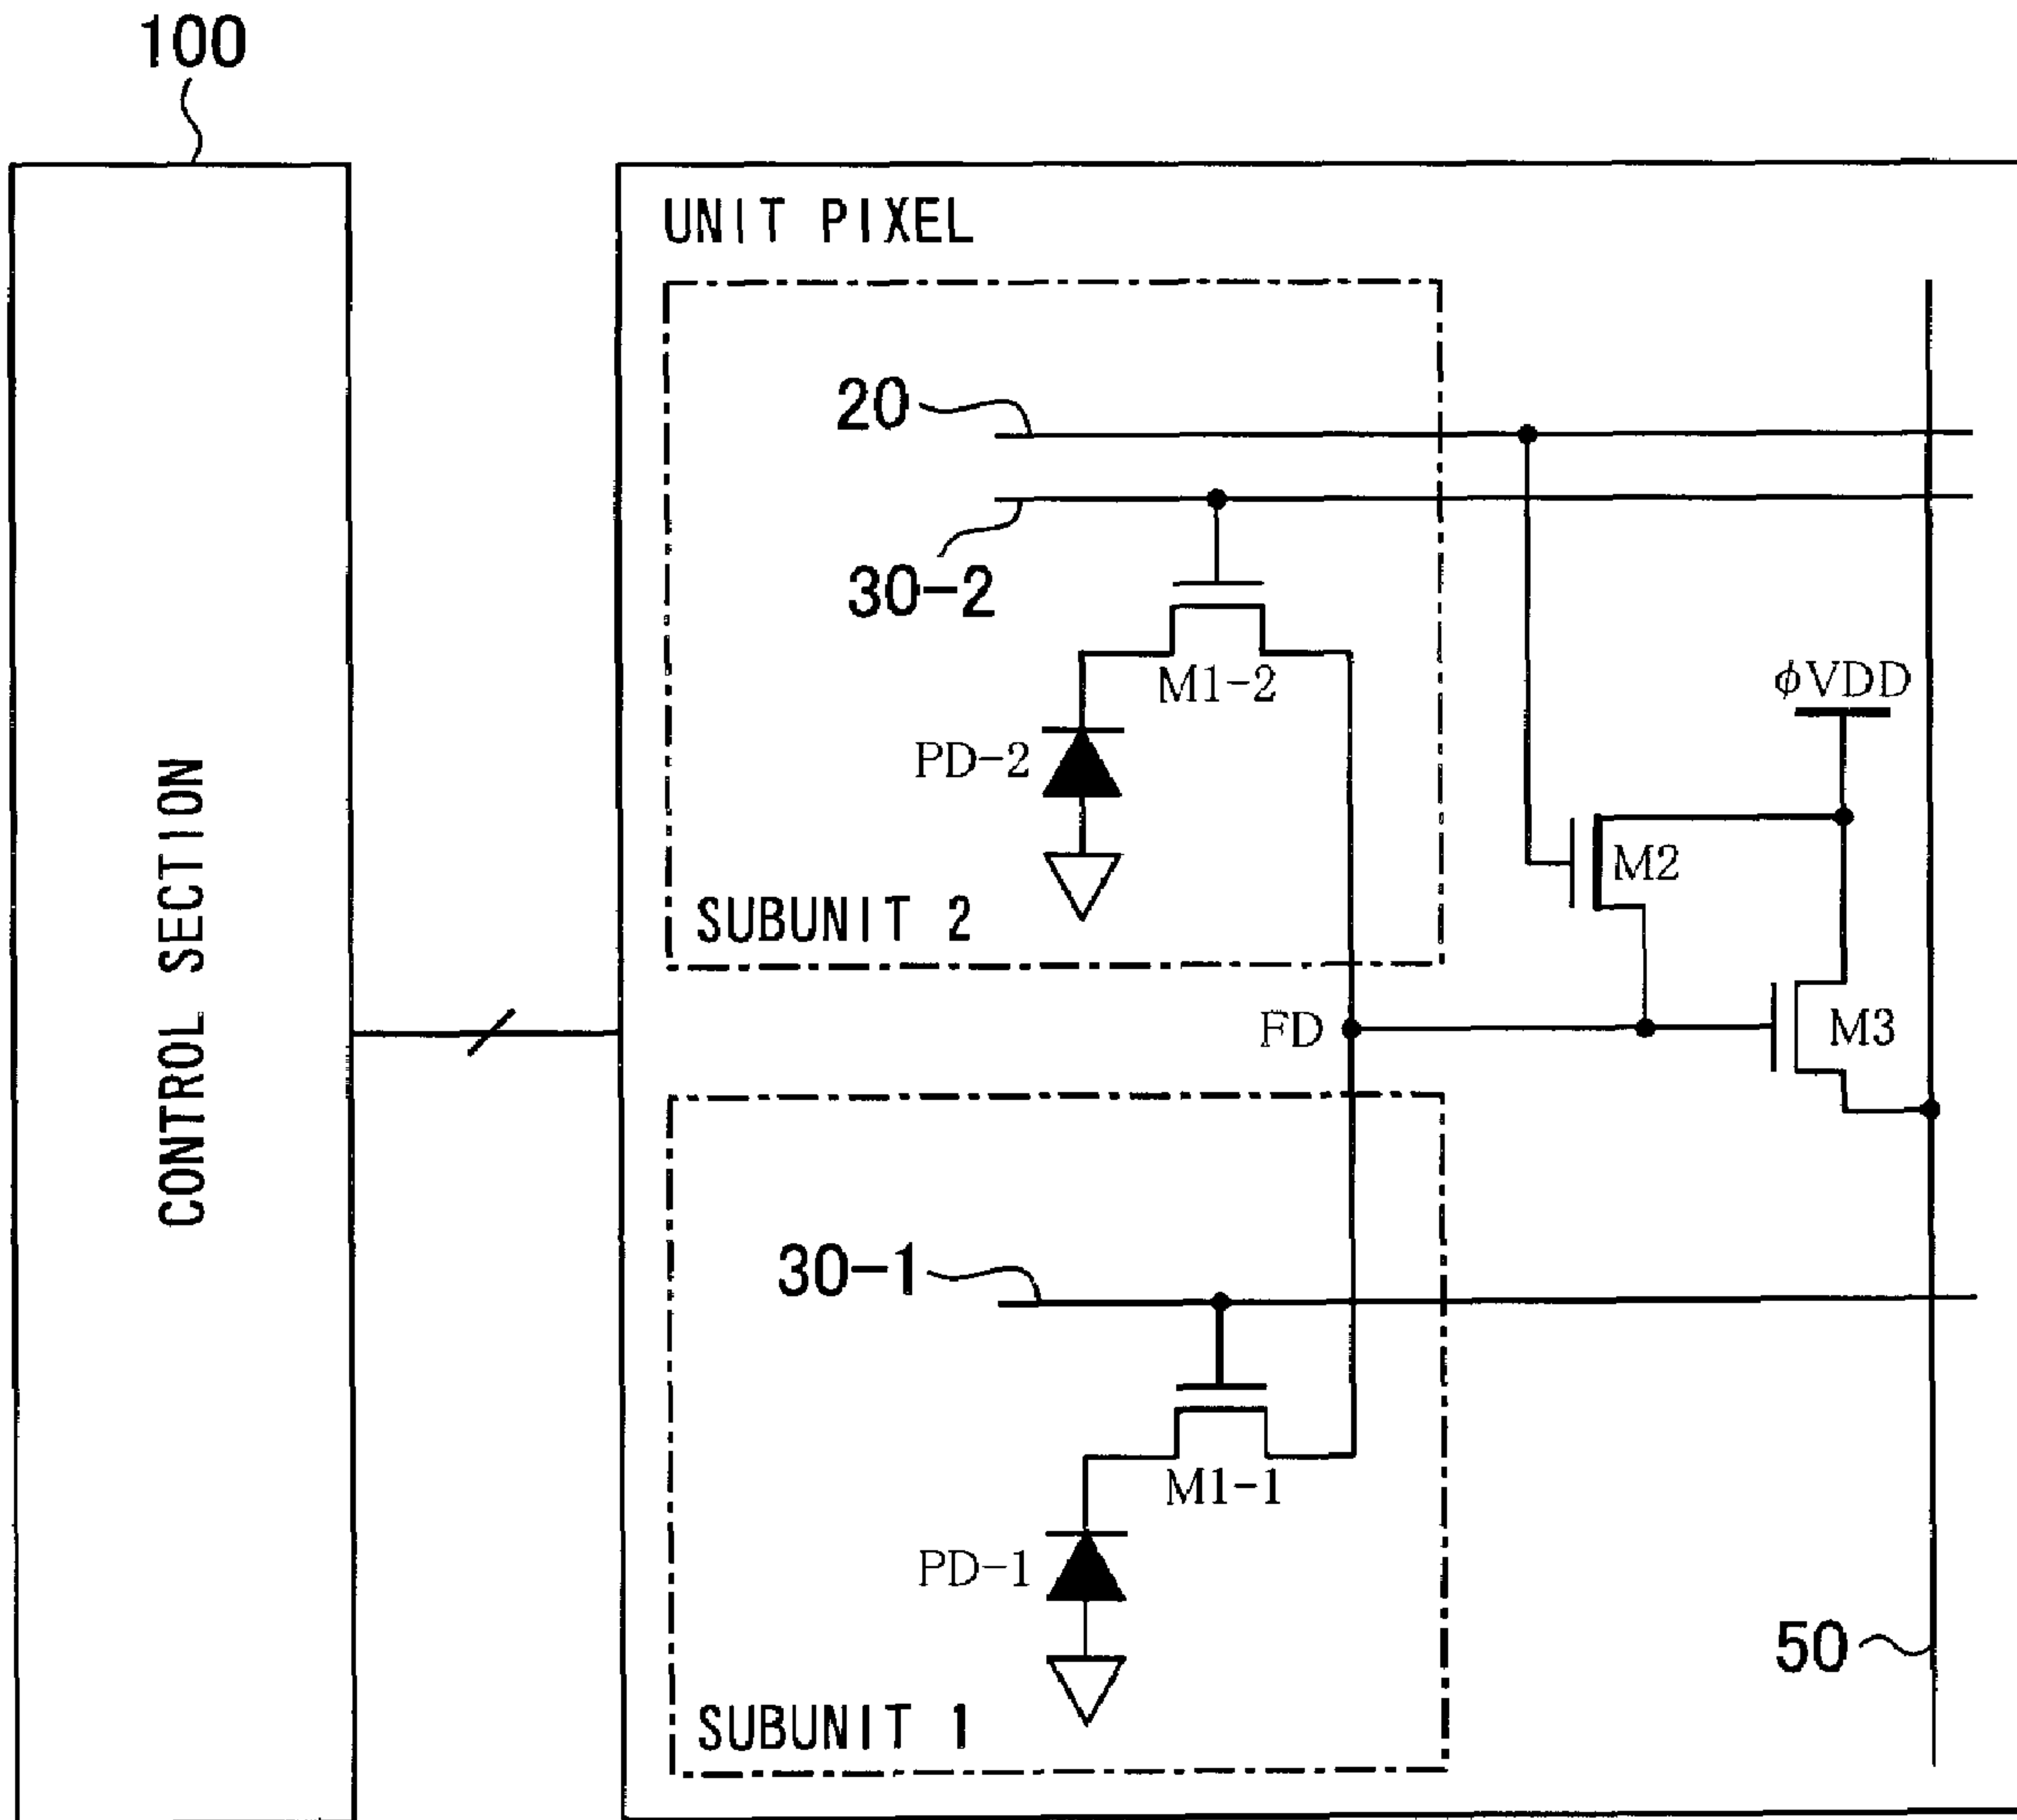 100
CONTROL SECTION
UNIT PIXEL
20
30-2
M1-2
PD-2
SUBUNIT 2
φVDD
M2
FD
M3
30-1
M1-1
PD-1
SUBUNIT 1
50